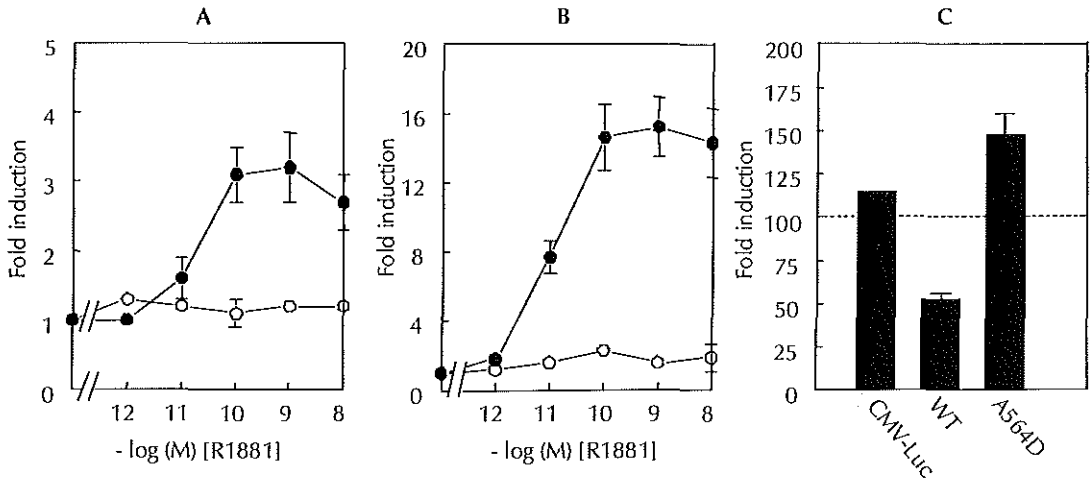 A
B
C
Fold induction
5
4
3
2
1
0
12 11 10 9 8
- log (M) [R1881]
Fold induction
20
16
12
8
4
0
12 11 10 9 8
- log (M) [R1881]
Fold induction
200
175
150
125
100
75
50
25
0
CMV-Luc
WT
A564D